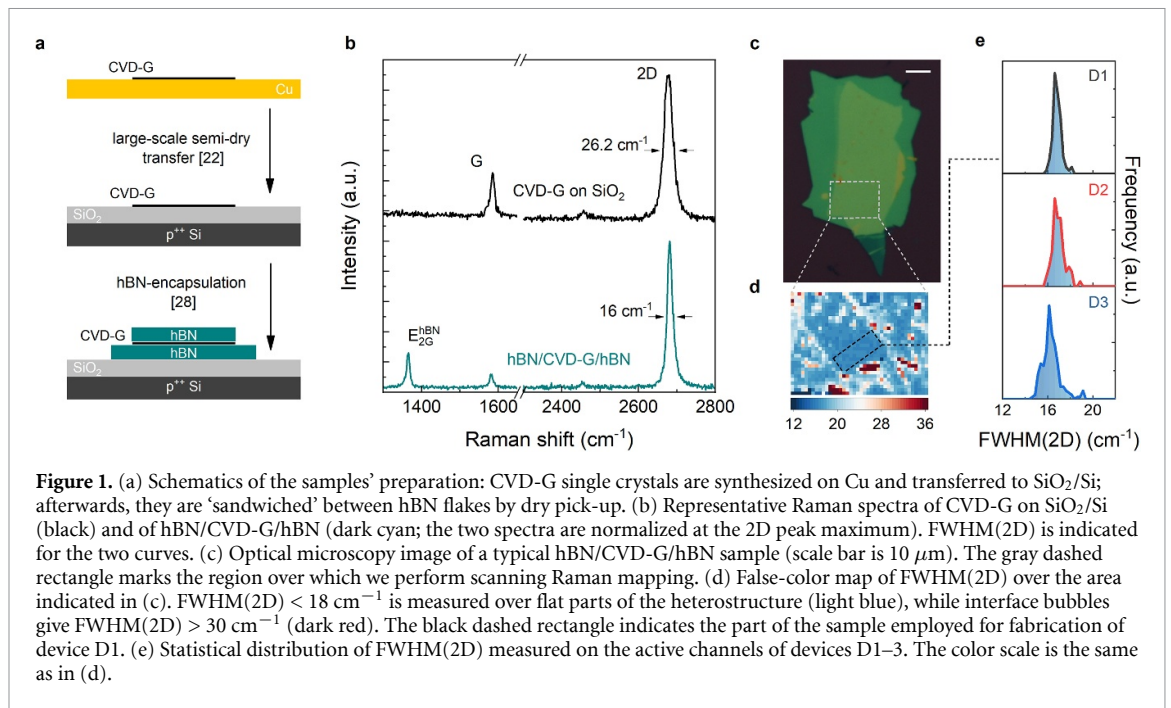 a
CVD-G
Cu
large-scale semi-dry
transfer [22]
CVD-G
SiO₂
p⁺⁺ Si
hBN-encapsulation
[28]
CVD-G
hBN
hBN
SiO₂
p⁺⁺ Si
b
2D
26.2 cm⁻¹
G
CVD-G on SiO₂
16 cm⁻¹
E₂G^hBN
hBN/CVD-G/hBN
Intensity (a.u.)
1400 1600 2400 2600 2800
Raman shift (cm⁻¹)
c
d
12 20 28 36
e
D1
D2
D3
Frequency (a.u.)
12 16 20
FWHM(2D) (cm⁻¹)
Figure 1. (a) Schematics of the samples’ preparation: CVD-G single crystals are synthesized on Cu and transferred to SiO₂/Si;
afterwards, they are ‘sandwiched’ between hBN flakes by dry pick-up. (b) Representative Raman spectra of CVD-G on SiO₂/Si
(black) and of hBN/CVD-G/hBN (dark cyan; the two spectra are normalized at the 2D peak maximum). FWHM(2D) is indicated
for the two curves. (c) Optical microscopy image of a typical hBN/CVD-G/hBN sample (scale bar is 10 μm). The gray dashed
rectangle marks the region over which we perform scanning Raman mapping. (d) False-color map of FWHM(2D) over the area
indicated in (c). FWHM(2D) < 18 cm⁻¹ is measured over flat parts of the heterostructure (light blue), while interface bubbles
give FWHM(2D) > 30 cm⁻¹ (dark red). The black dashed rectangle indicates the part of the sample employed for fabrication of
device D1. (e) Statistical distribution of FWHM(2D) measured on the active channels of devices D1–3. The color scale is the same
as in (d).